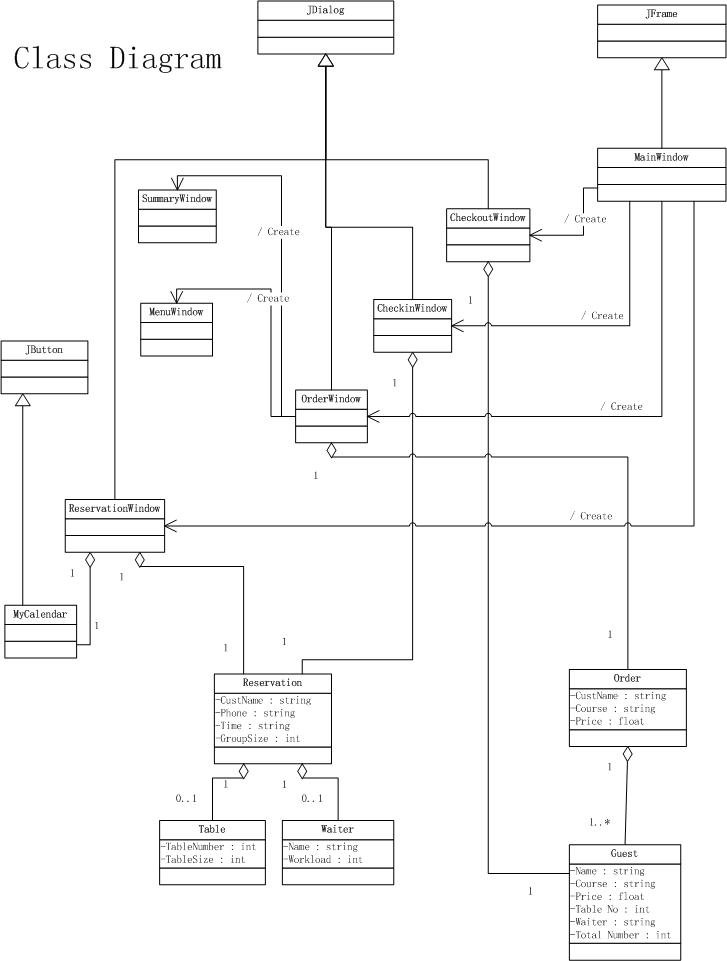 JDialog
JFrame
Class Diagram
MainWindow
SummaryWindow
CheckoutWindow
/ Create
/ Create
MenuWindow
/ Create
1
CheckinWindow
/ Create
JButton
1
OrderWindow
/ Create
1
ReservationWindow
/ Create
1
1
MyCalendar
1
1
1
1
Reservation
-CustName : string
-Phone : string
-Time : string
-GroupSize : int
Order
-CustName : string
-Course : string
-Price : float
1
1
1
0..1
0..1
1..*
Table
-TableNumber : int
-TableSize : int
Waiter
-Name : string
-Workload : int
Guest
-Name : string
-Course : string
-Price : float
-Table No : int
-Waiter : string
-Total Number : int
1